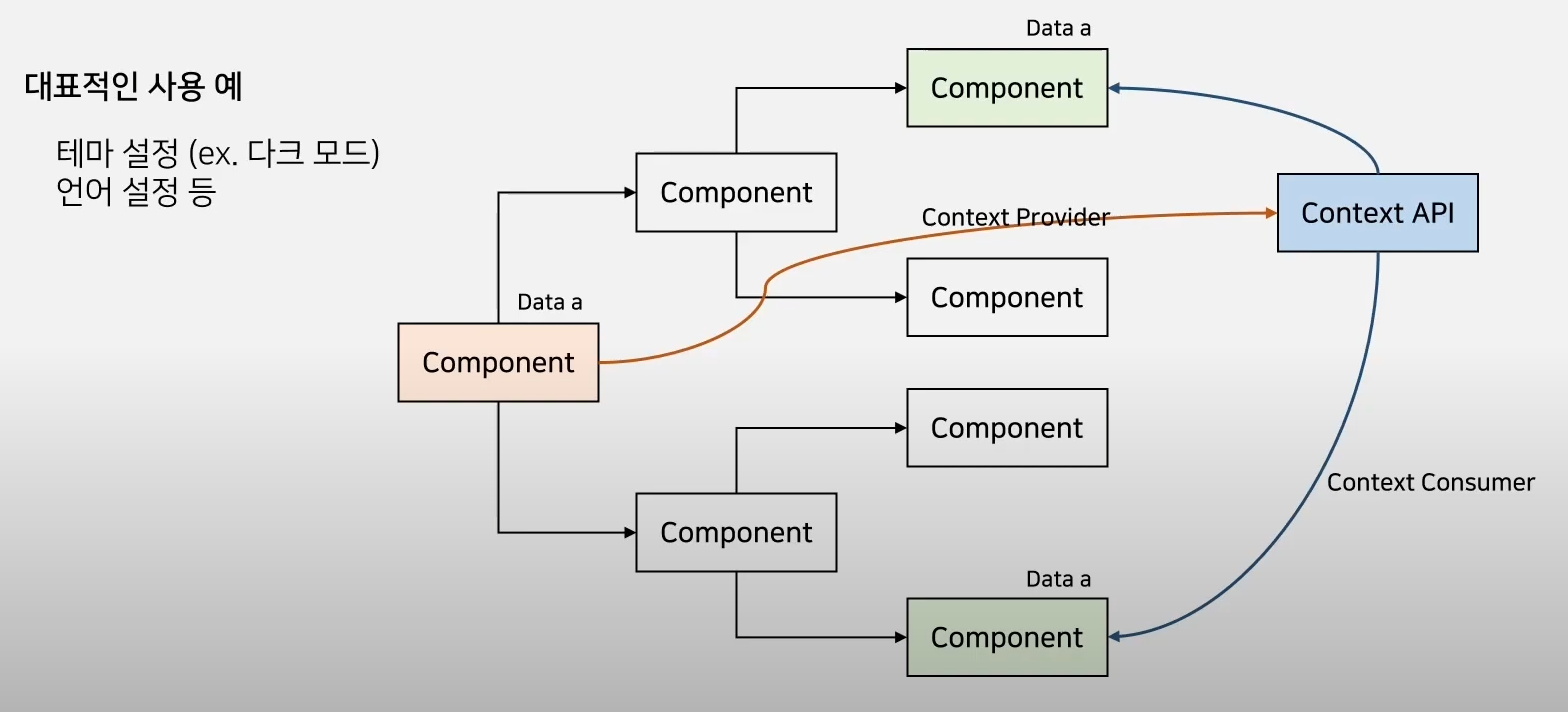 대표적인 사용 예
테마 설정 (ex. 다크 모드)
언어 설정 등
Data a
Component
Component
Context API
Context Provider
Component
Data a
Component
Component
Context Consumer
Component
Data a
Component